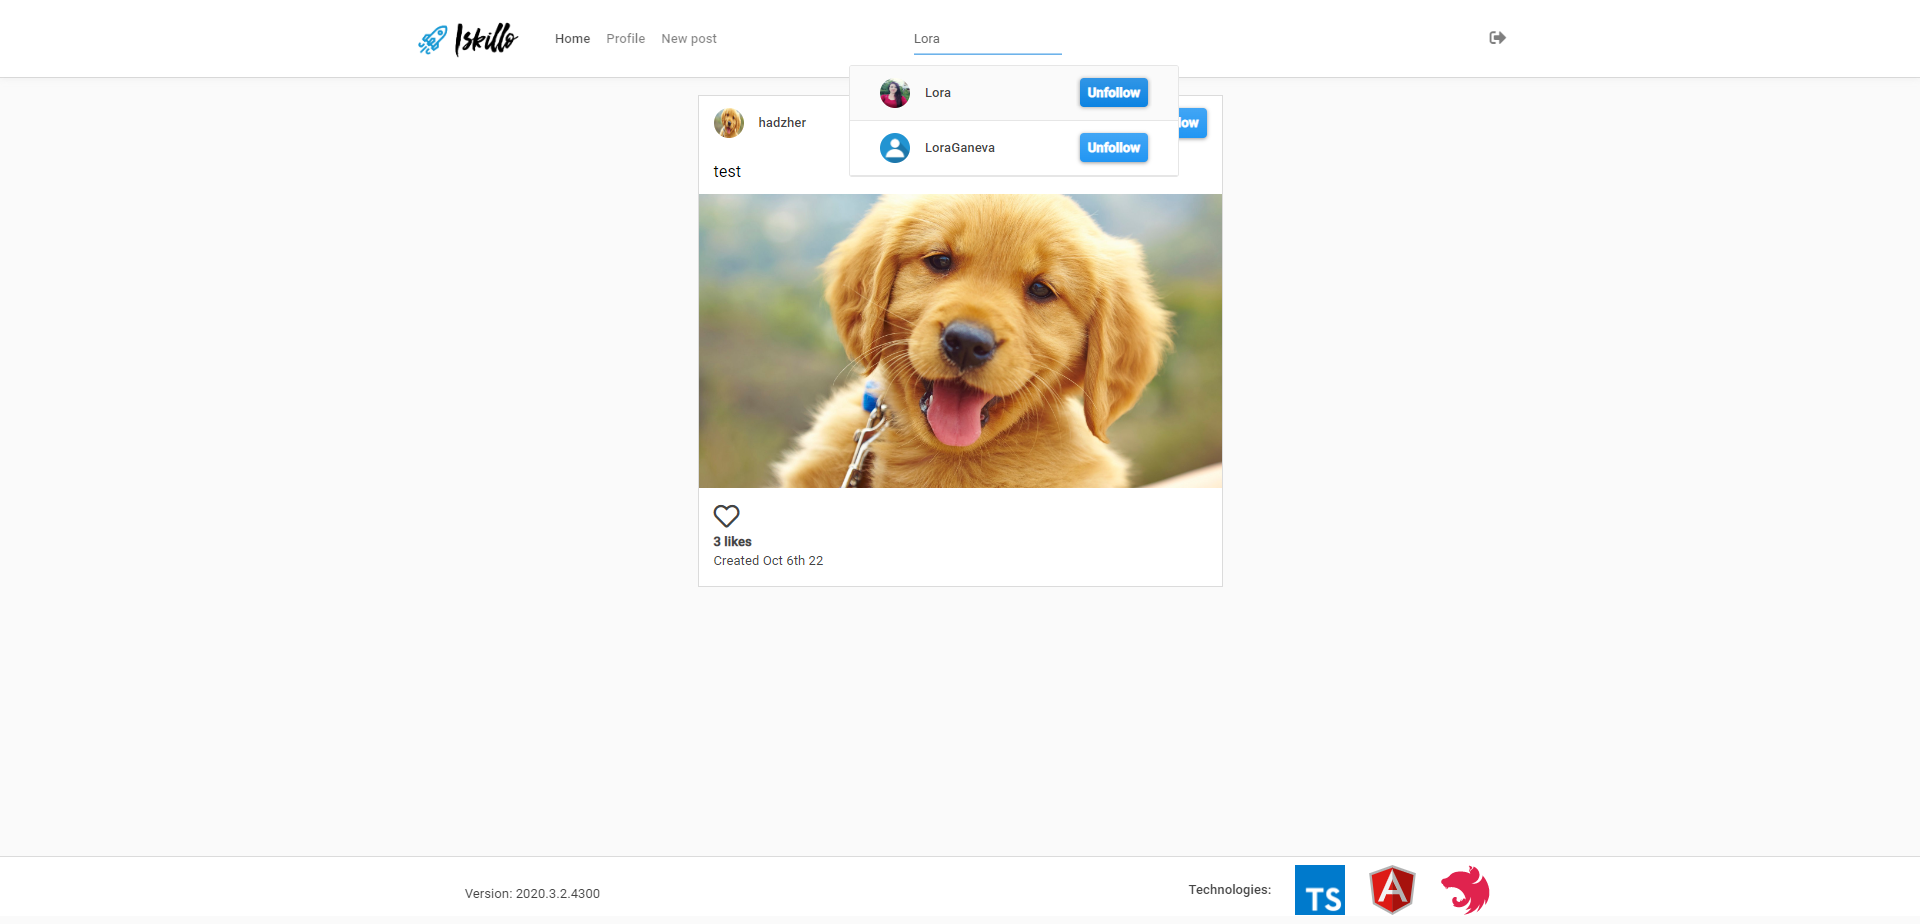 Iskillo
Home Profile New post
Lora
Lora Unfollow
hadzher
LoraGaneva Unfollow
test
3 likes
Created Oct 6th 22
Version: 2020.3.2.4300
Technologies: TS A